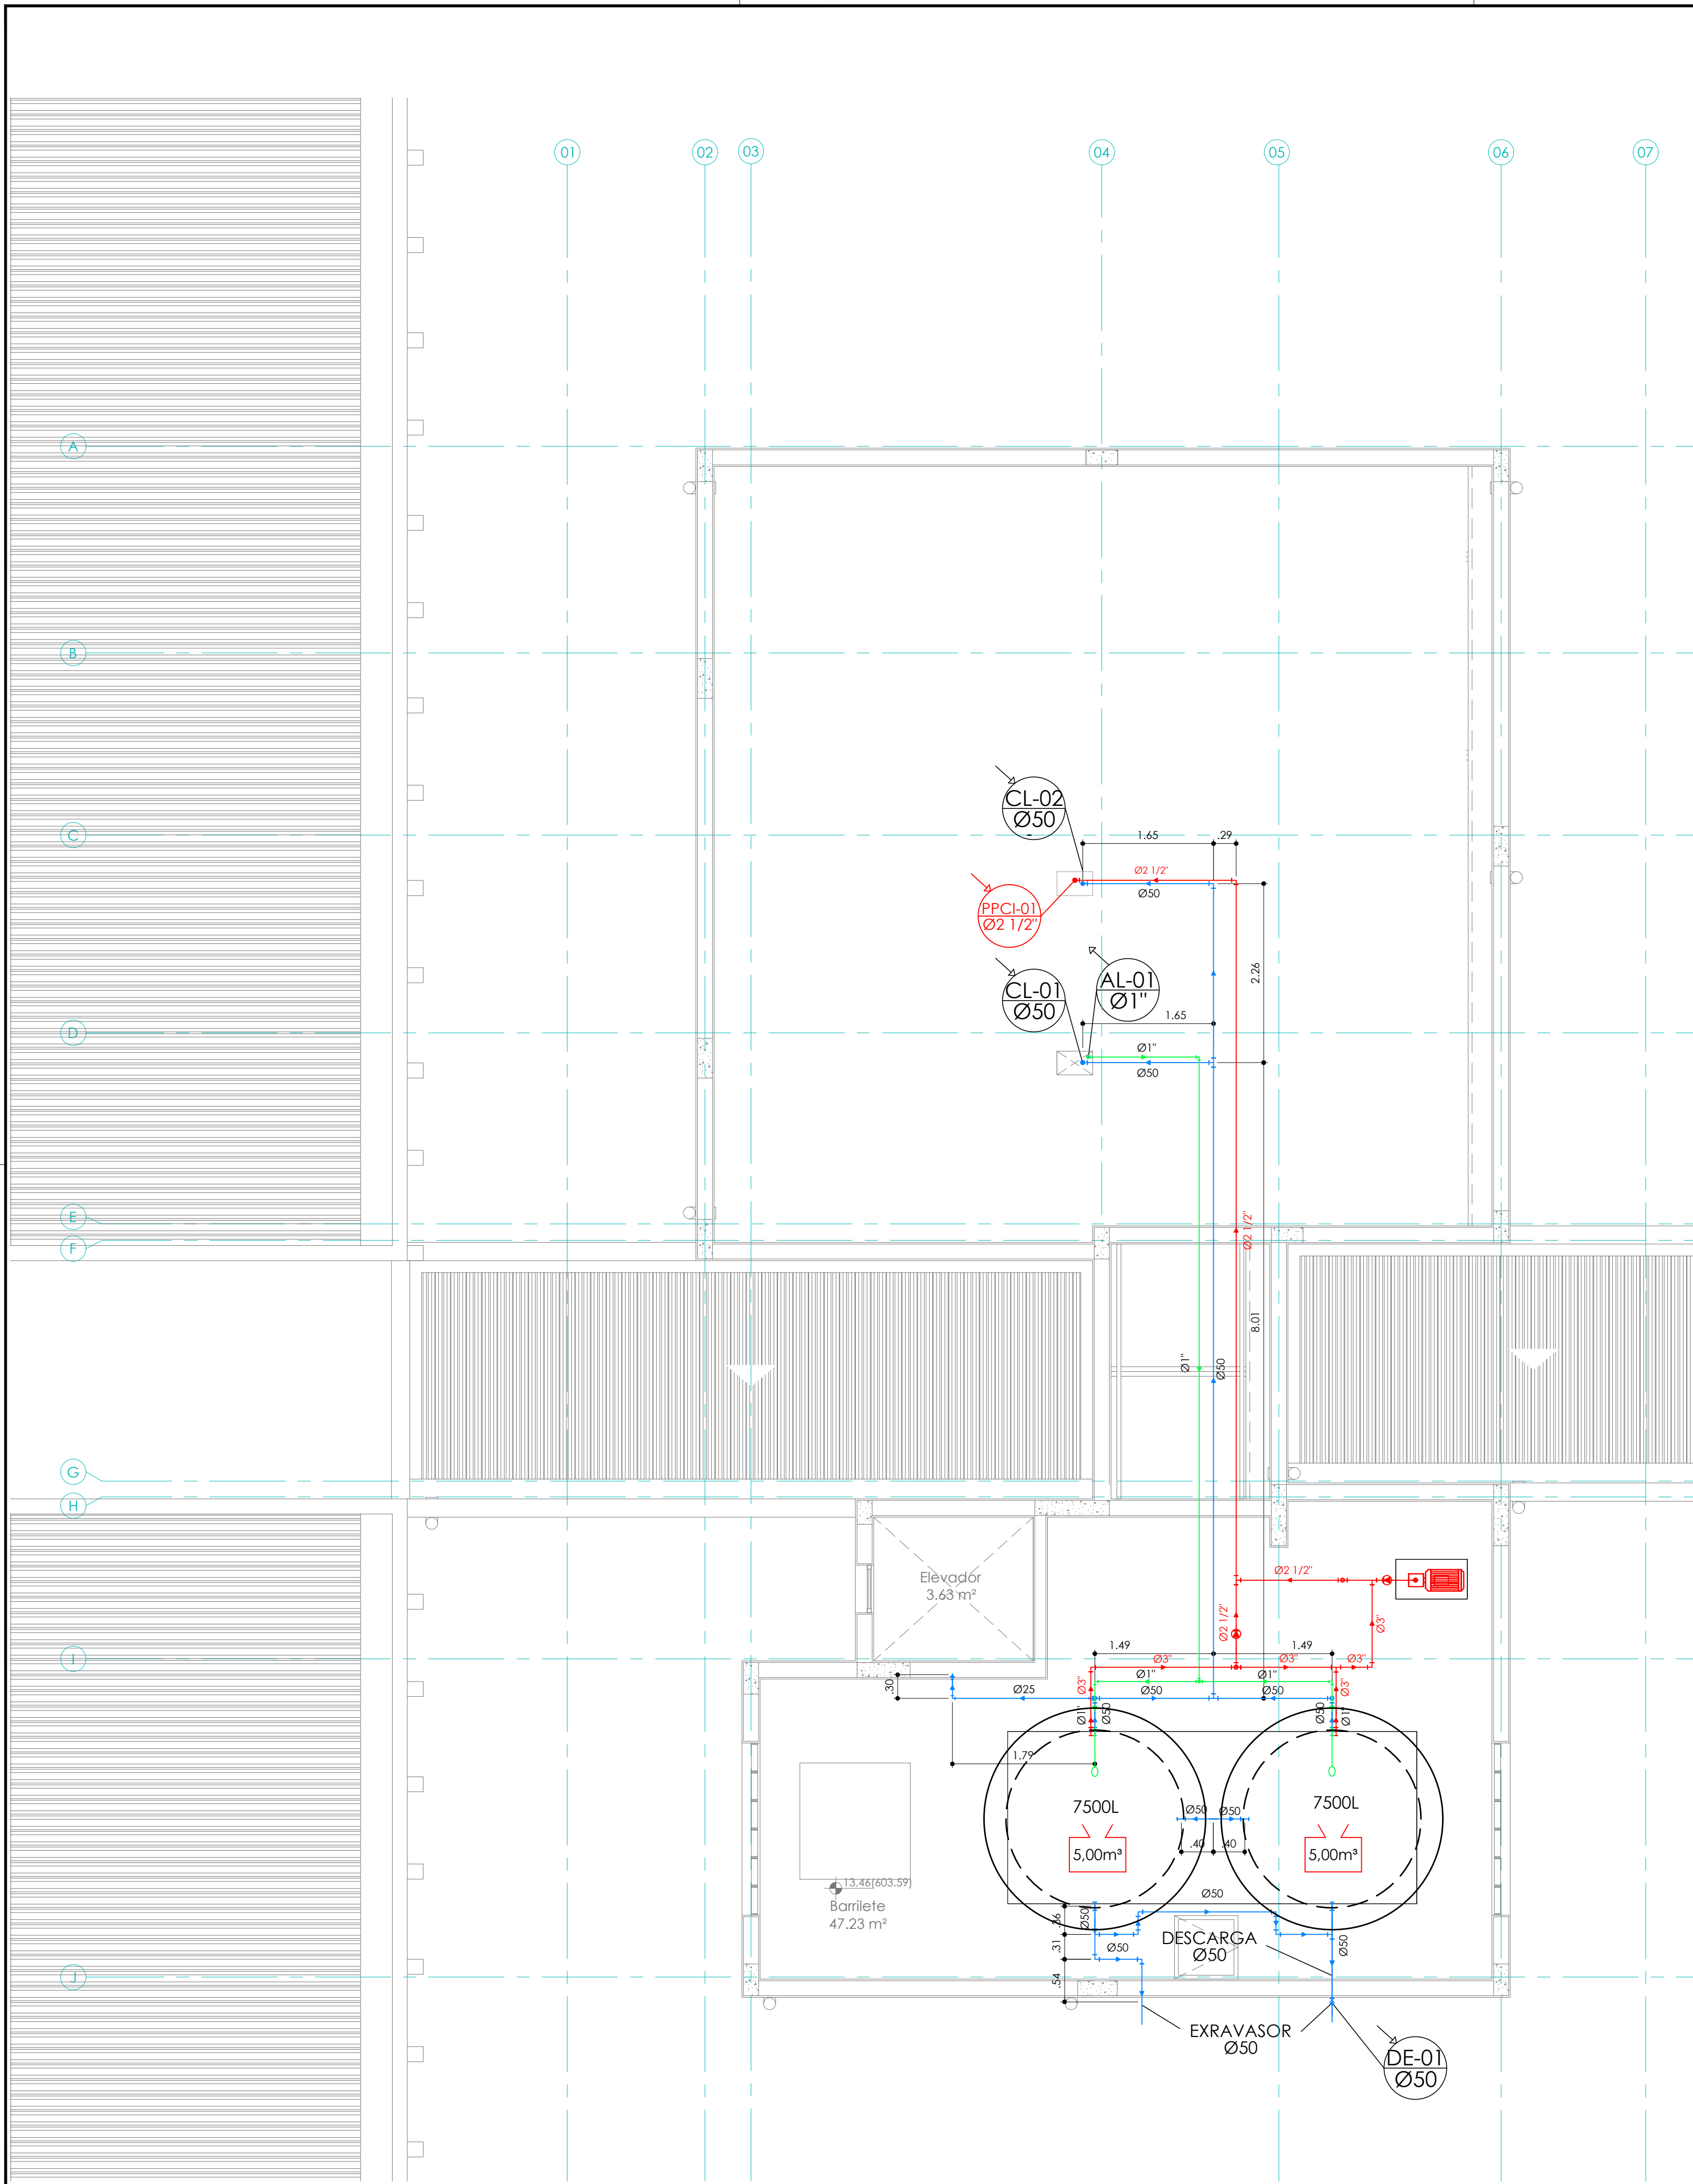 01
02
03
04
05
06
07
A
B
C
D
E
F
G
H
I
J
CL-02
Ø50
-
1.65
.29
Ø2 1/2"
Ø50
PPCI-01
Ø2 1/2"
2.26
CL-01
Ø50
AL-01
Ø1"
1.65
Ø1"
Ø50
Ø2 1/2"
8.01
Ø1"
Ø50
Elevador
3.63 m²
Ø2 1/2"
Ø2 1/2"
Ø3"
1.49
1.49
Ø3"
Ø3"
Ø3"
Ø1"
Ø1"
.30
Ø25
Ø3"
Ø50
Ø50
Ø3"
Ø1"
Ø50
Ø50
Ø1"
1.79
7500L
7500L
Ø50
Ø50
5,00m³
.40
.40
5,00m³
13.46(603.59)
Barrilete
47.23 m²
Ø50
.36
Ø50
.31
Ø50
DESCARGA
Ø50
Ø50
.54
EXRAVASOR
Ø50
DE-01
Ø50